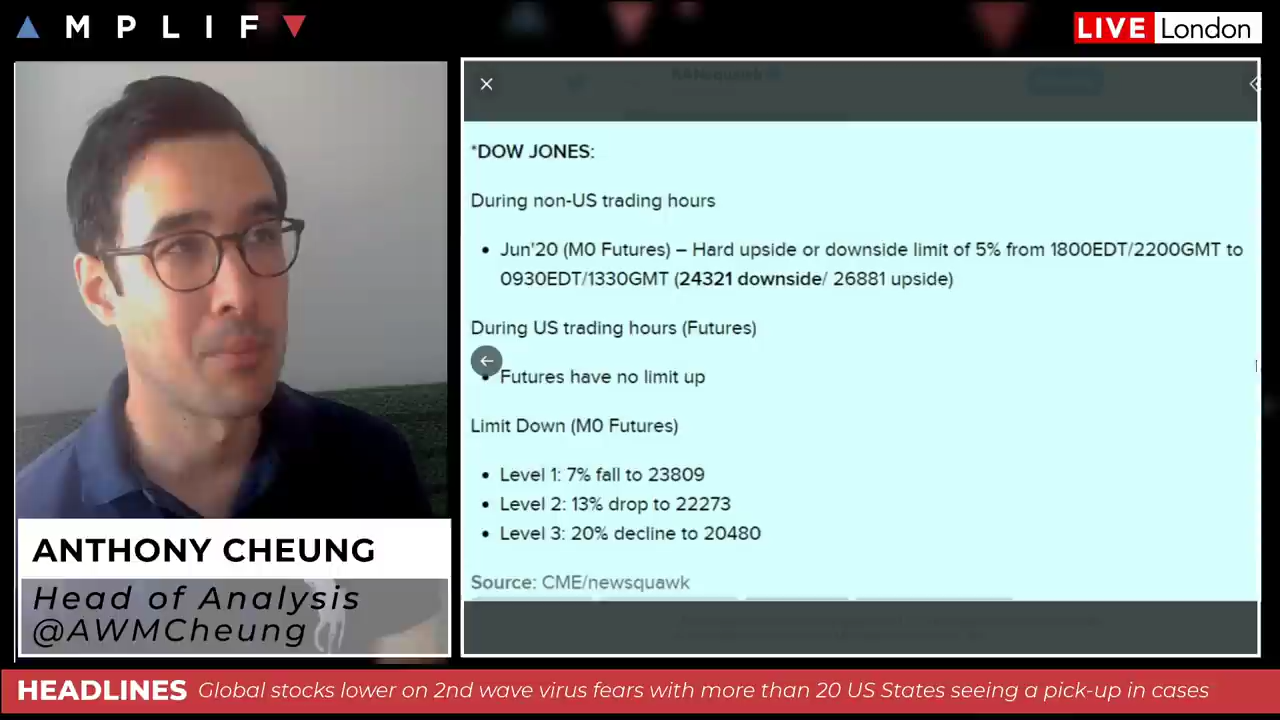 AMPLIFY
LIVE London
*DOW JONES:
During non-US trading hours
• Jun'20 (M0 Futures) – Hard upside or downside limit of 5% from 1800EDT/2200GMT to
0930EDT/1330GMT (24321 downside/ 26881 upside)
During US trading hours (Futures)
• Futures have no limit up
Limit Down (M0 Futures)
• Level 1: 7% fall to 23809
• Level 2: 13% drop to 22273
• Level 3: 20% decline to 20480
Source: CME/newsquawk
ANTHONY CHEUNG
Head of Analysis
@AWMCheung
HEADLINES Global stocks lower on 2nd wave virus fears with more than 20 US States seeing a pick-up in cases